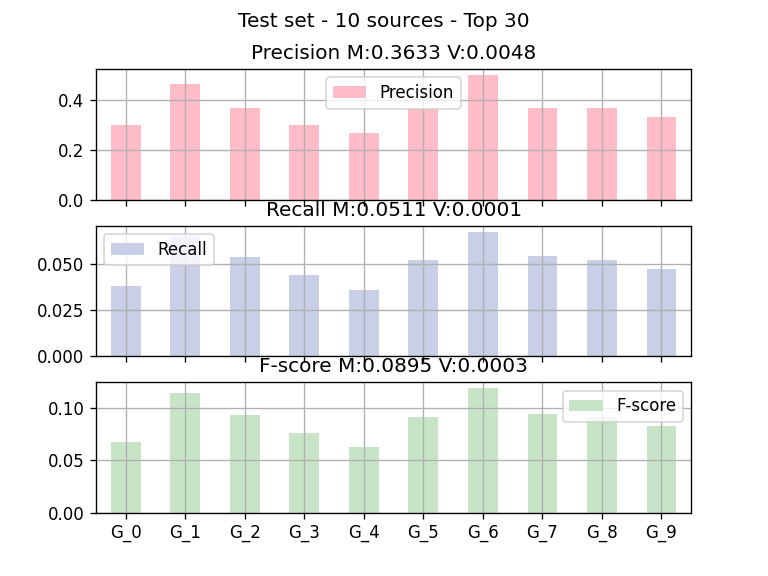 Test set - 10 sources - Top 30
Precision M:0.3633 V:0.0048
0.4
0.2
0.0
Precision
Recall M:0.0511 V:0.0001
0.050
0.025
0.000
Recall
F-score M:0.0895 V:0.0003
0.10
0.05
0.00
F-score
G_0 G_1 G_2 G_3 G_4 G_5 G_6 G_7 G_8 G_9